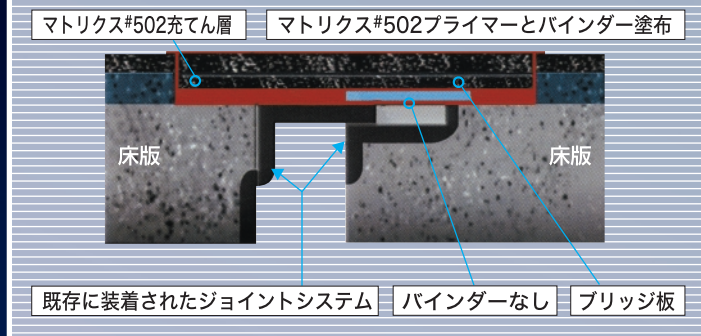 マトリクス#502充てん層
マトリクス#502プライマーとバインダー塗布
床版
床版
既存に装着されたジョイントシステム
バインダーなし
ブリッジ板